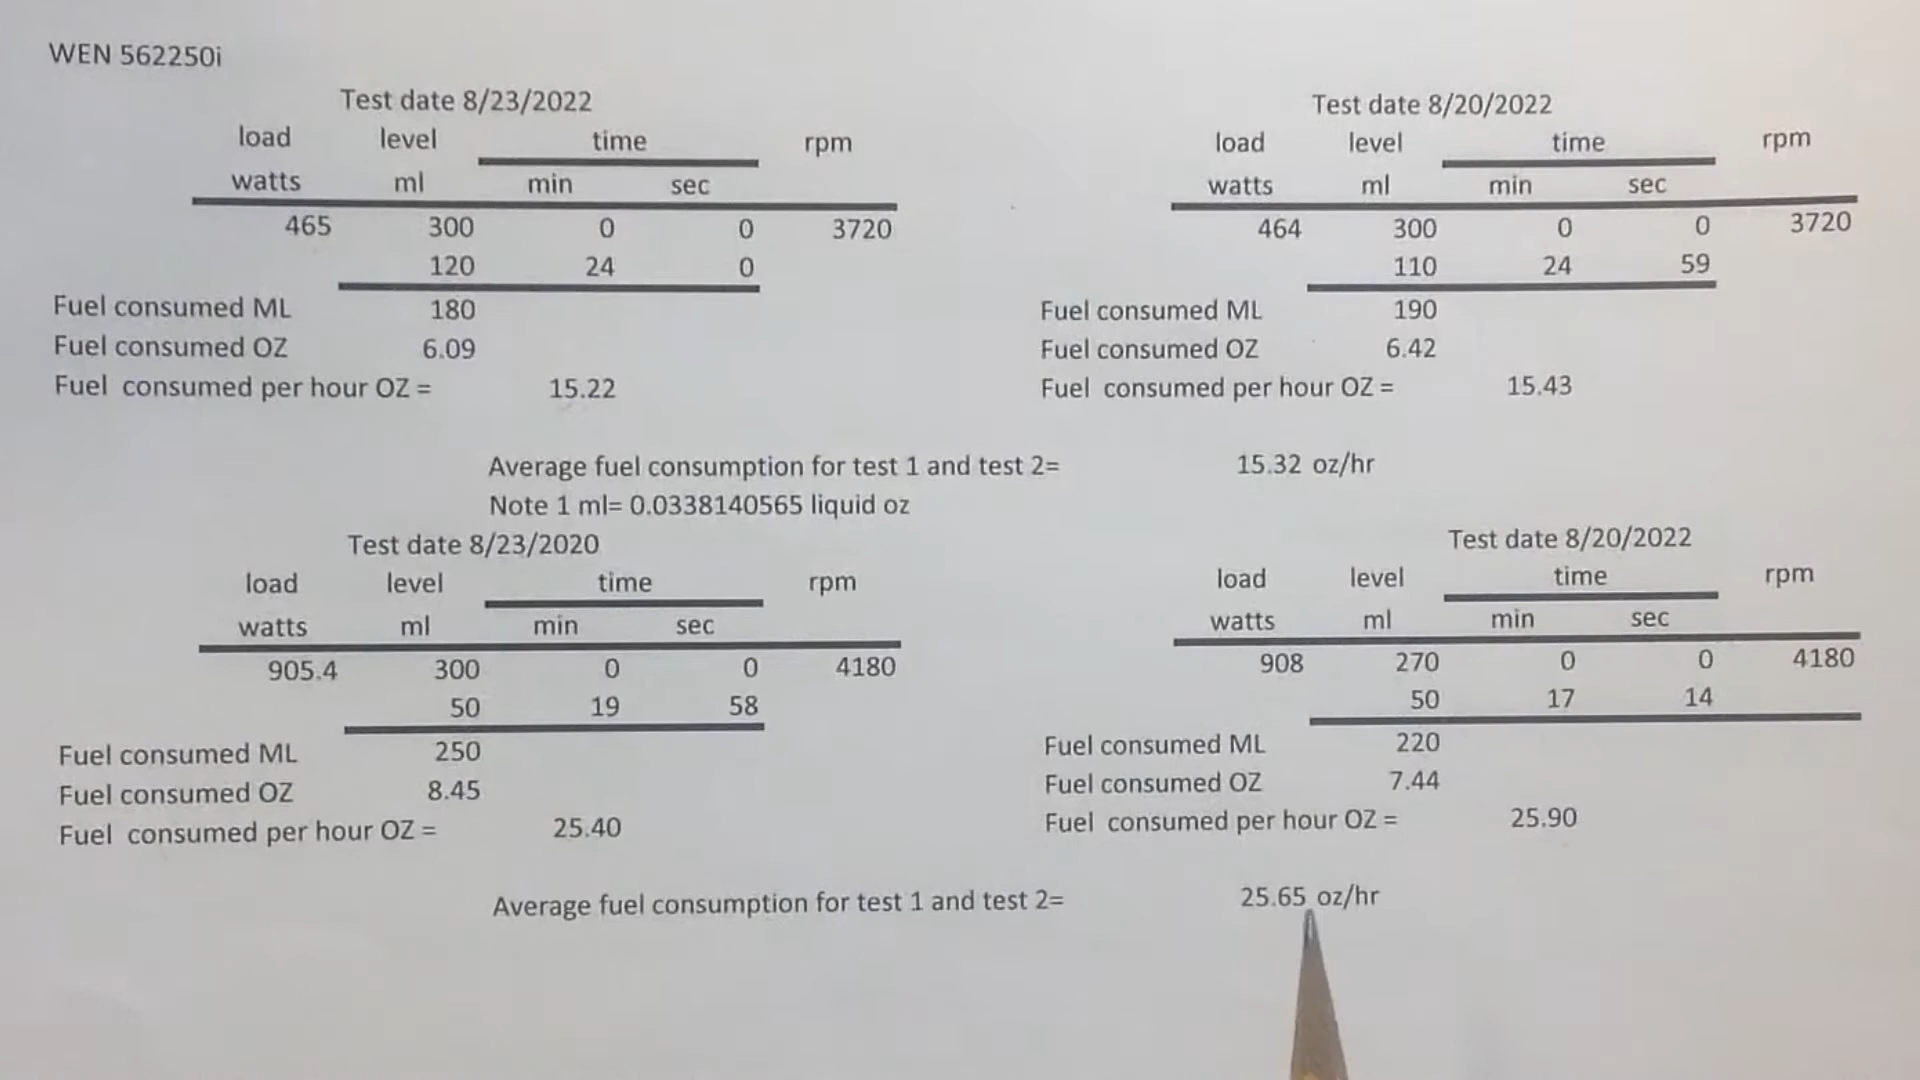 WEN 562250i
Test date 8/23/2022
load level time rpm
watts ml min sec
465 300 0 0 3720
120 24 0
Fuel consumed ML 180
Fuel consumed OZ 6.09
Fuel consumed per hour OZ = 15.22
Test date 8/20/2022
load level time rpm
watts ml min sec
464 300 0 0 3720
110 24 59
Fuel consumed ML 190
Fuel consumed OZ 6.42
Fuel consumed per hour OZ = 15.43
Average fuel consumption for test 1 and test 2= 15.32 oz/hr
Note 1 ml= 0.0338140565 liquid oz
Test date 8/23/2020
load level time rpm
watts ml min sec
905.4 300 0 0 4180
50 19 58
Fuel consumed ML 250
Fuel consumed OZ 8.45
Fuel consumed per hour OZ = 25.40
Test date 8/20/2022
load level time rpm
watts ml min sec
908 270 0 0 4180
50 17 14
Fuel consumed ML 220
Fuel consumed OZ 7.44
Fuel consumed per hour OZ = 25.90
Average fuel consumption for test 1 and test 2= 25.65 oz/hr